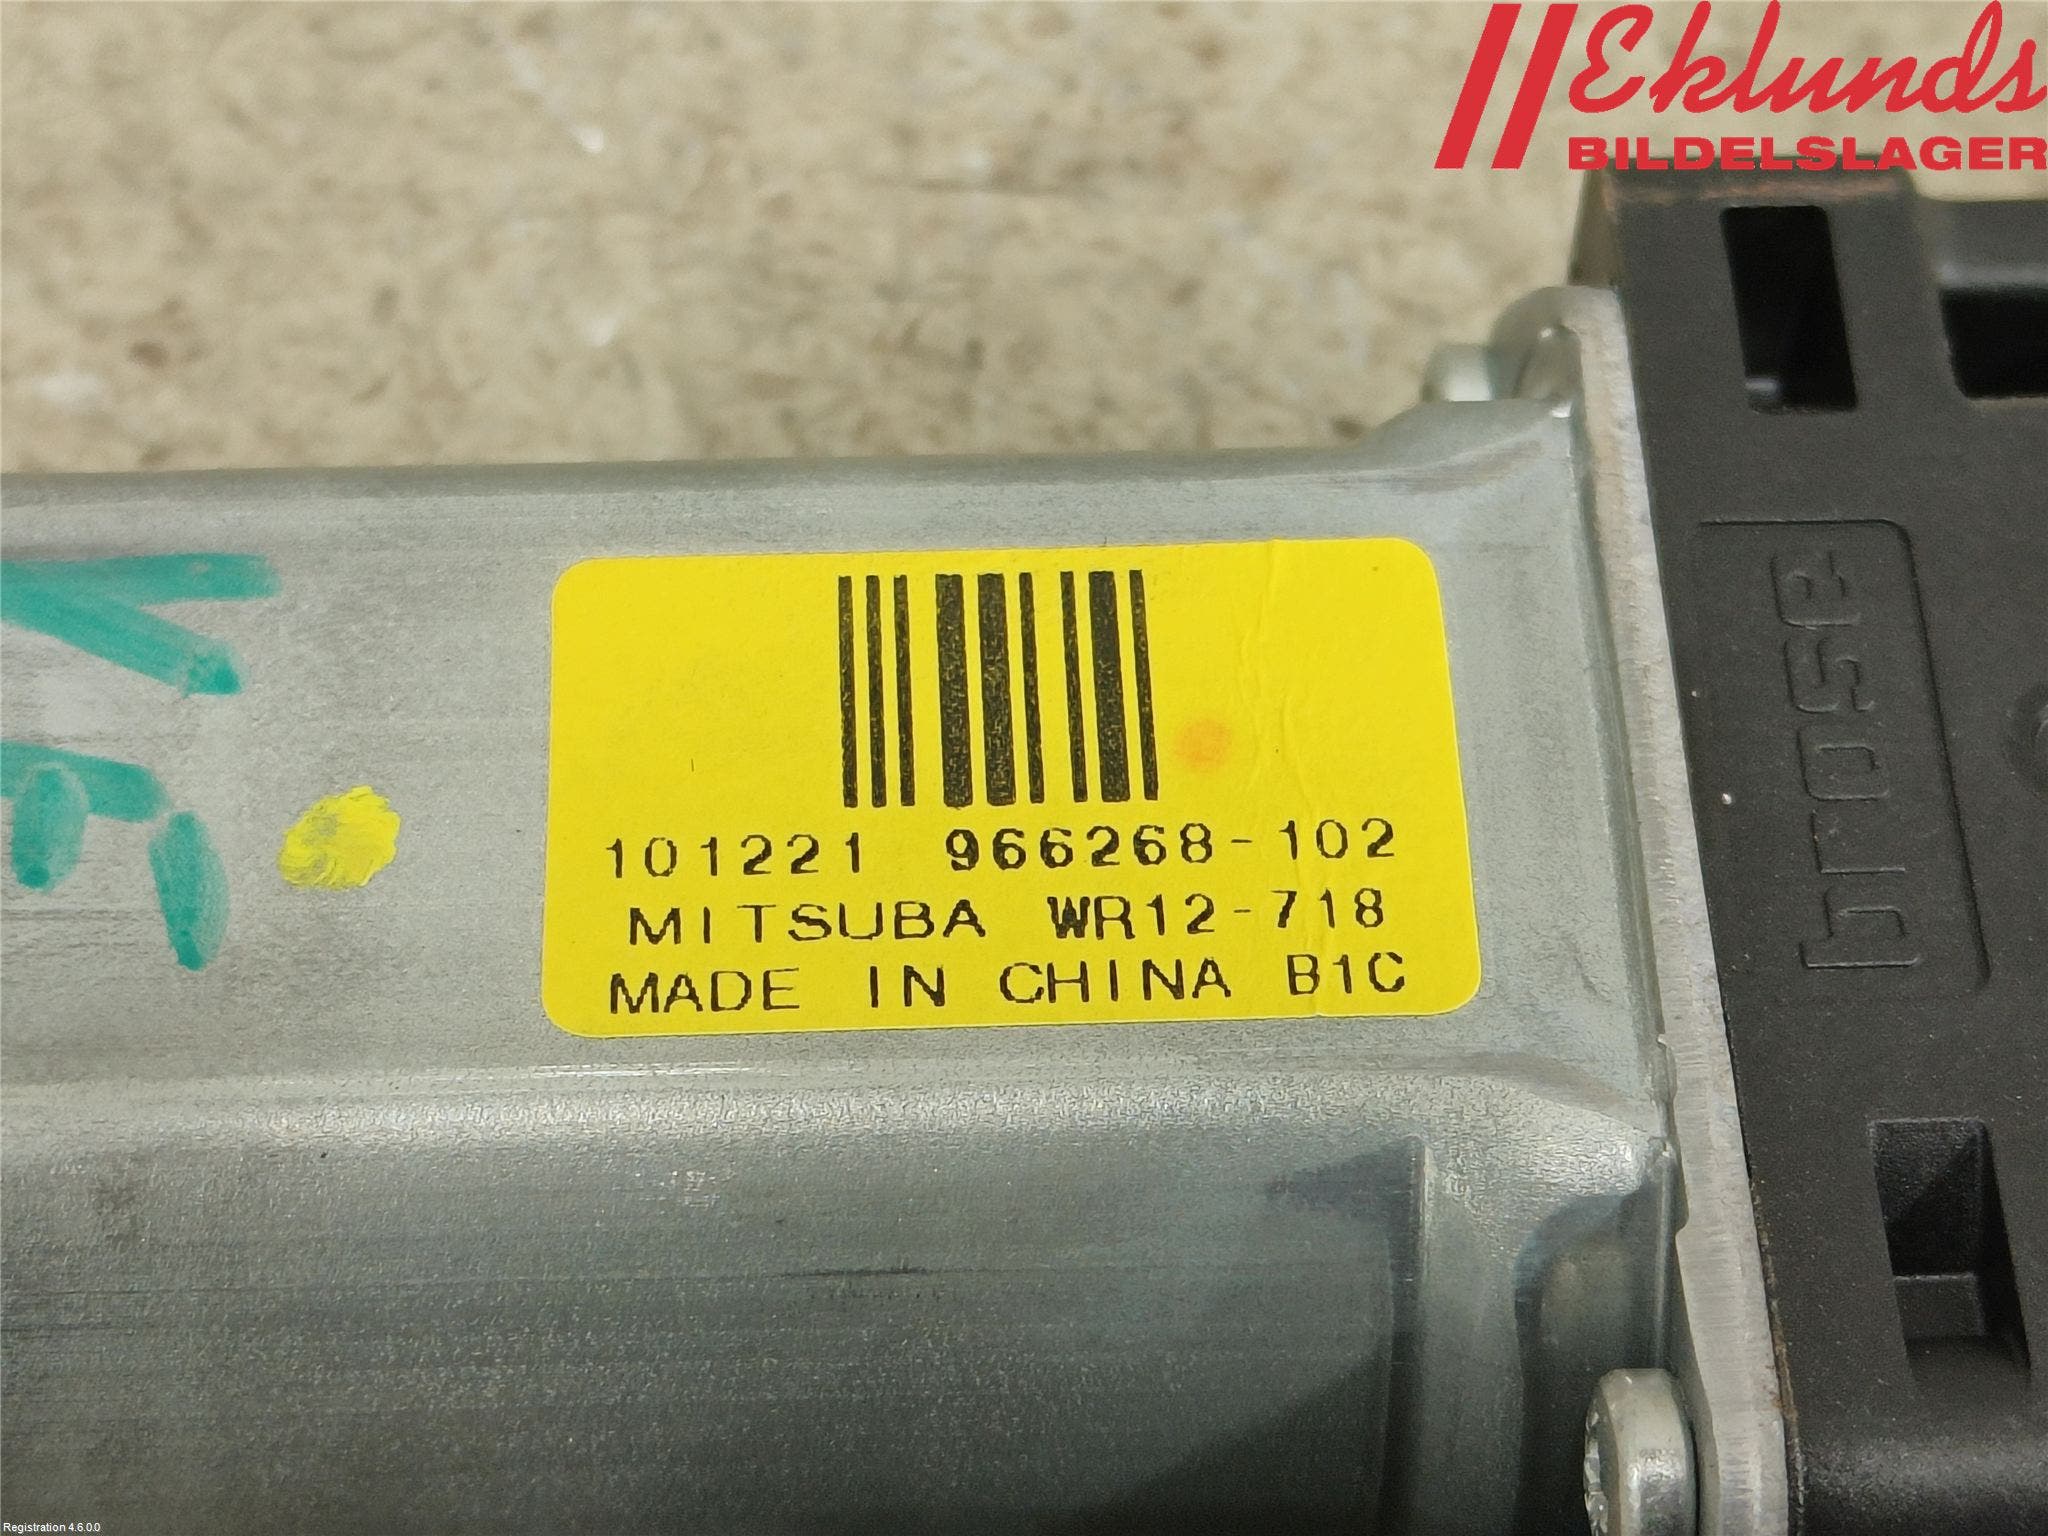 Eklunds
BILDELSLAGER
101221 966268-102
MITSUBA WR12-718
MADE IN CHINA B1C
brose
Registration 4.6.0.0